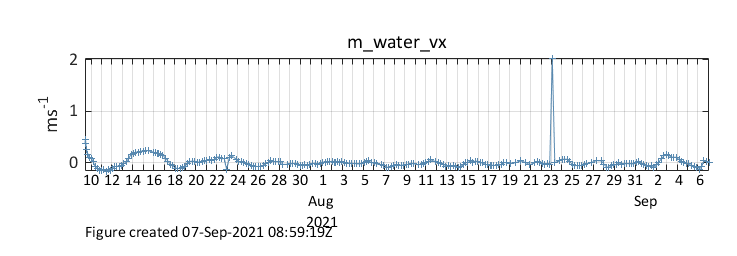 m_water_vx
2
1
0
ms-1
10 12 14 16 18 20 22 24 26 28 30 1 3 5 7 9 11 13 15 17 19 21 23 25 27 29 31 2 4 6
Aug Sep
2021
Figure created 07-Sep-2021 08:59:19Z